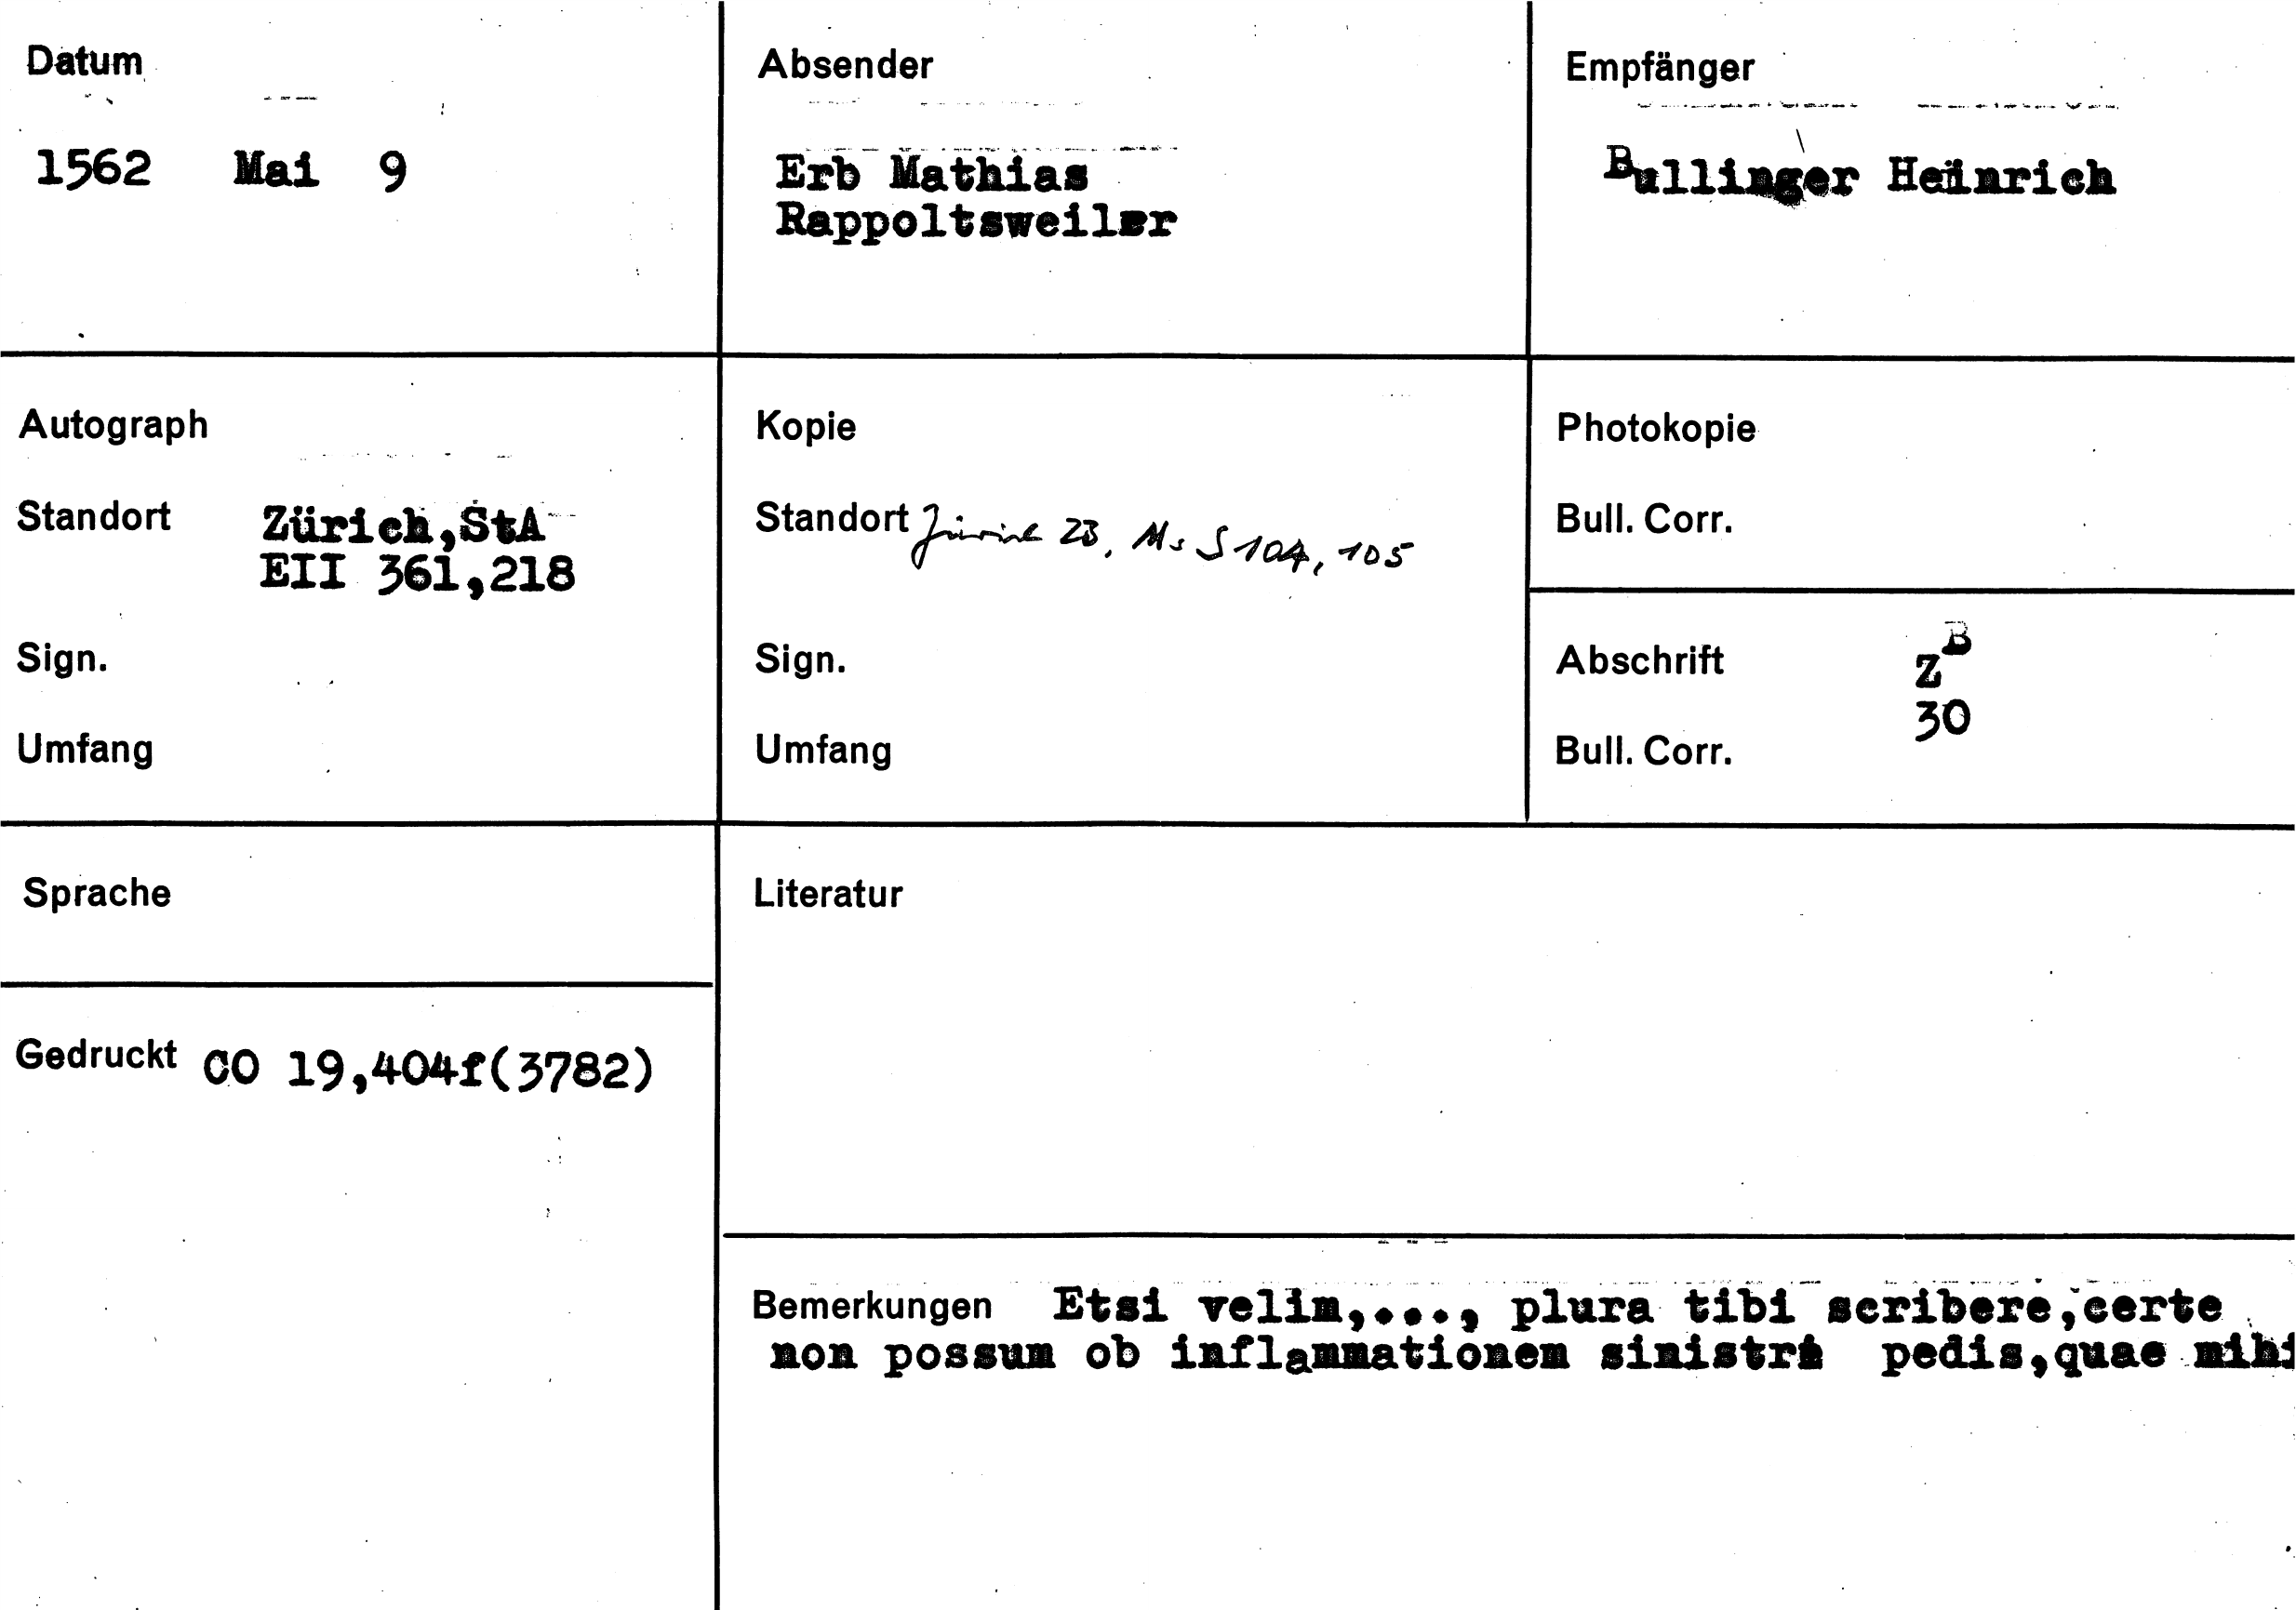 Datum
1562 Mai 9
Absender
Erb Mathias
Rappoltsweiler
Empfänger
Bullinger Heinrich
Autograph
Standort Zürich,StA
EII 361,218
Sign.
Umfang
Kopie
Standort Zürich ZB, Ms S 104, 105
Sign.
Umfang
Photokopie
Bull. Corr.
Abschrift ZB
30
Bull. Corr.
Sprache
Gedruckt CO 19,404f(3782)
Literatur
Bemerkungen Etsi velim,..., plura tibi scribere,certe
non possum ob inflammationem sinistri pedis,quae mihi